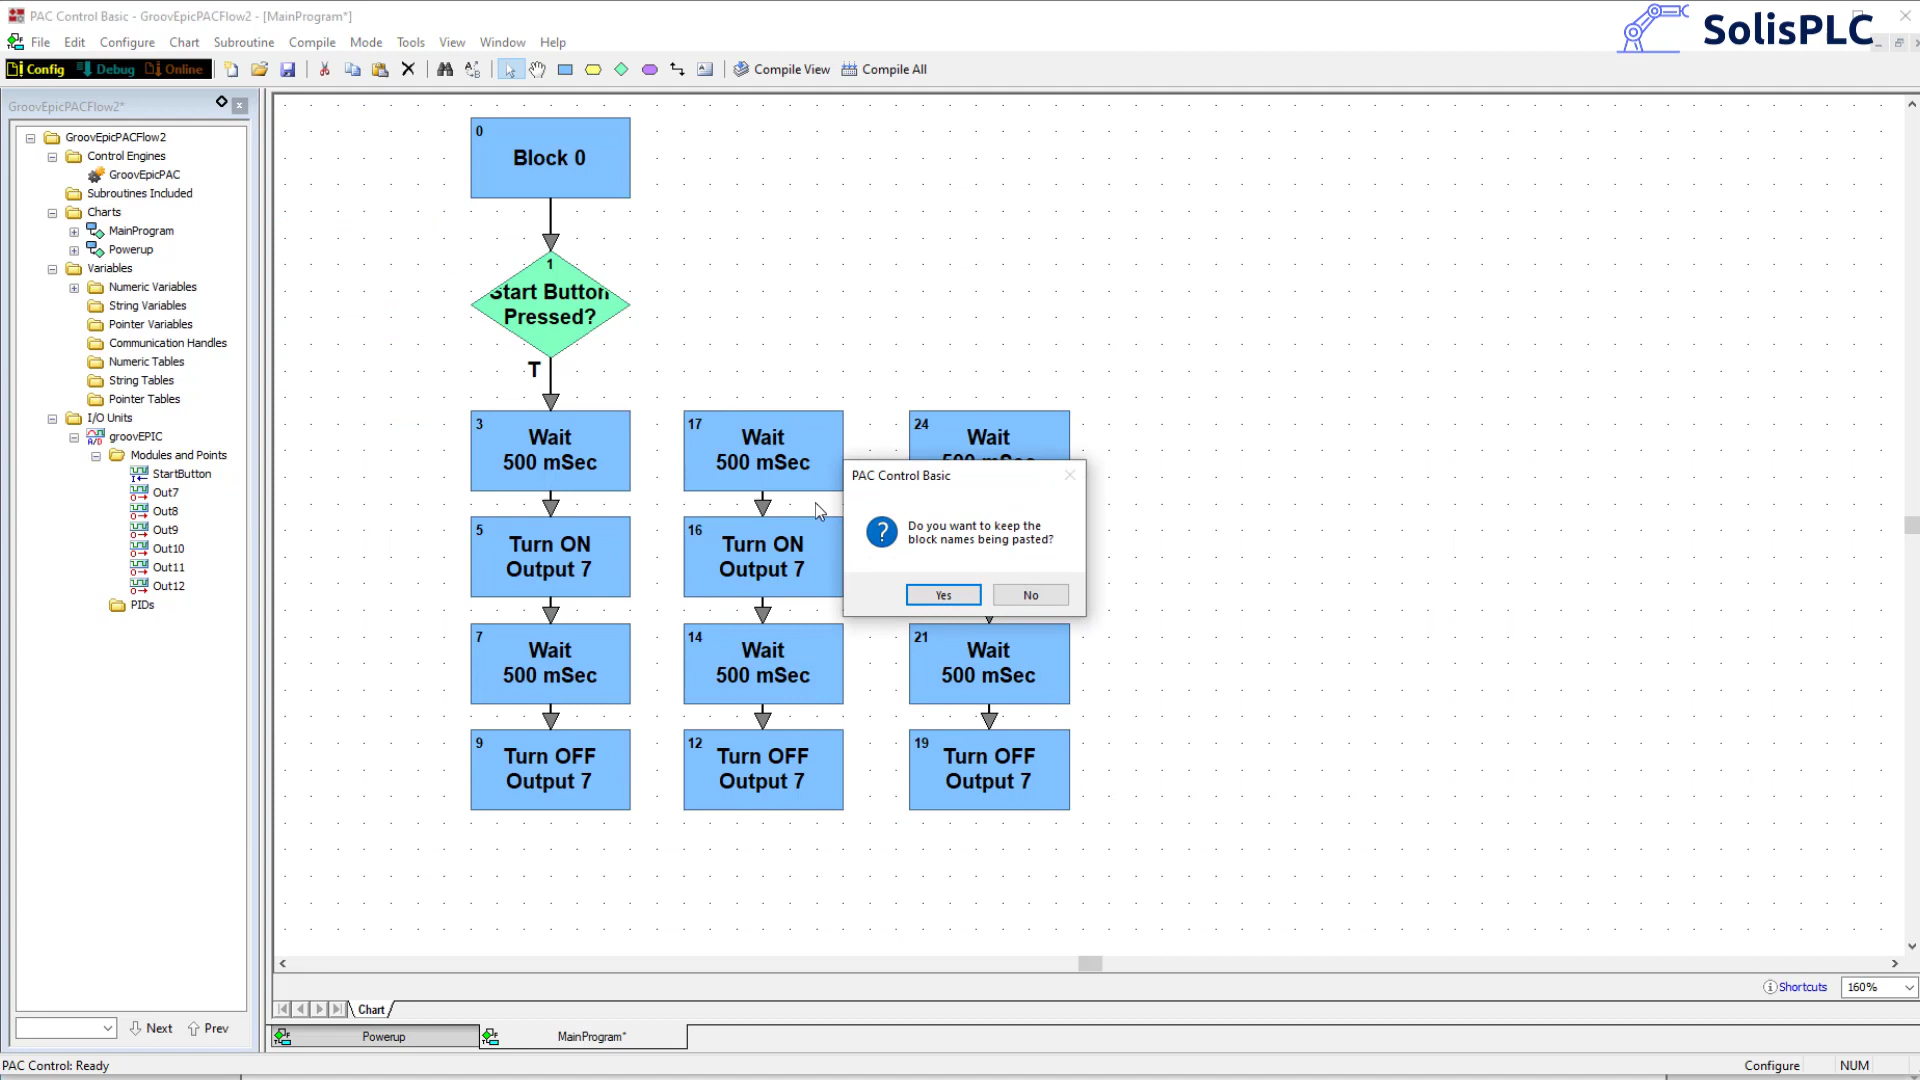 PAC Control Basic - GroovEpicPACFlow2 - [MainProgram*]
SolisPLC
File Edit Configure Chart Subroutine Compile Mode Tools View Window Help
Config Debug Online Compile View Compile All
GroovEpicPACFlow2*
GroovEpicPACFlow2
Control Engines
GroovEpicPAC
Subroutines Included
Charts
MainProgram
Powerup
Variables
Numeric Variables
String Variables
Pointer Variables
Communication Handles
Numeric Tables
String Tables
Pointer Tables
I/O Units
groovEPIC
Modules and Points
StartButton
Out7
Out8
Out9
Out10
Out11
Out12
PIDs
Next Prev
0
Block 0
1
Start Button
Pressed?
T
3
Wait
500 mSec
5
Turn ON
Output 7
7
Wait
500 mSec
9
Turn OFF
Output 7
17
Wait
500 mSec
16
Turn ON
Output 7
14
Wait
500 mSec
12
Turn OFF
Output 7
24
Wait
500 mSec
21
Wait
500 mSec
19
Turn OFF
Output 7
PAC Control Basic
Do you want to keep the
block names being pasted?
Yes No
Shortcuts 160%
Chart
Powerup MainProgram*
PAC Control: Ready Configure NUM